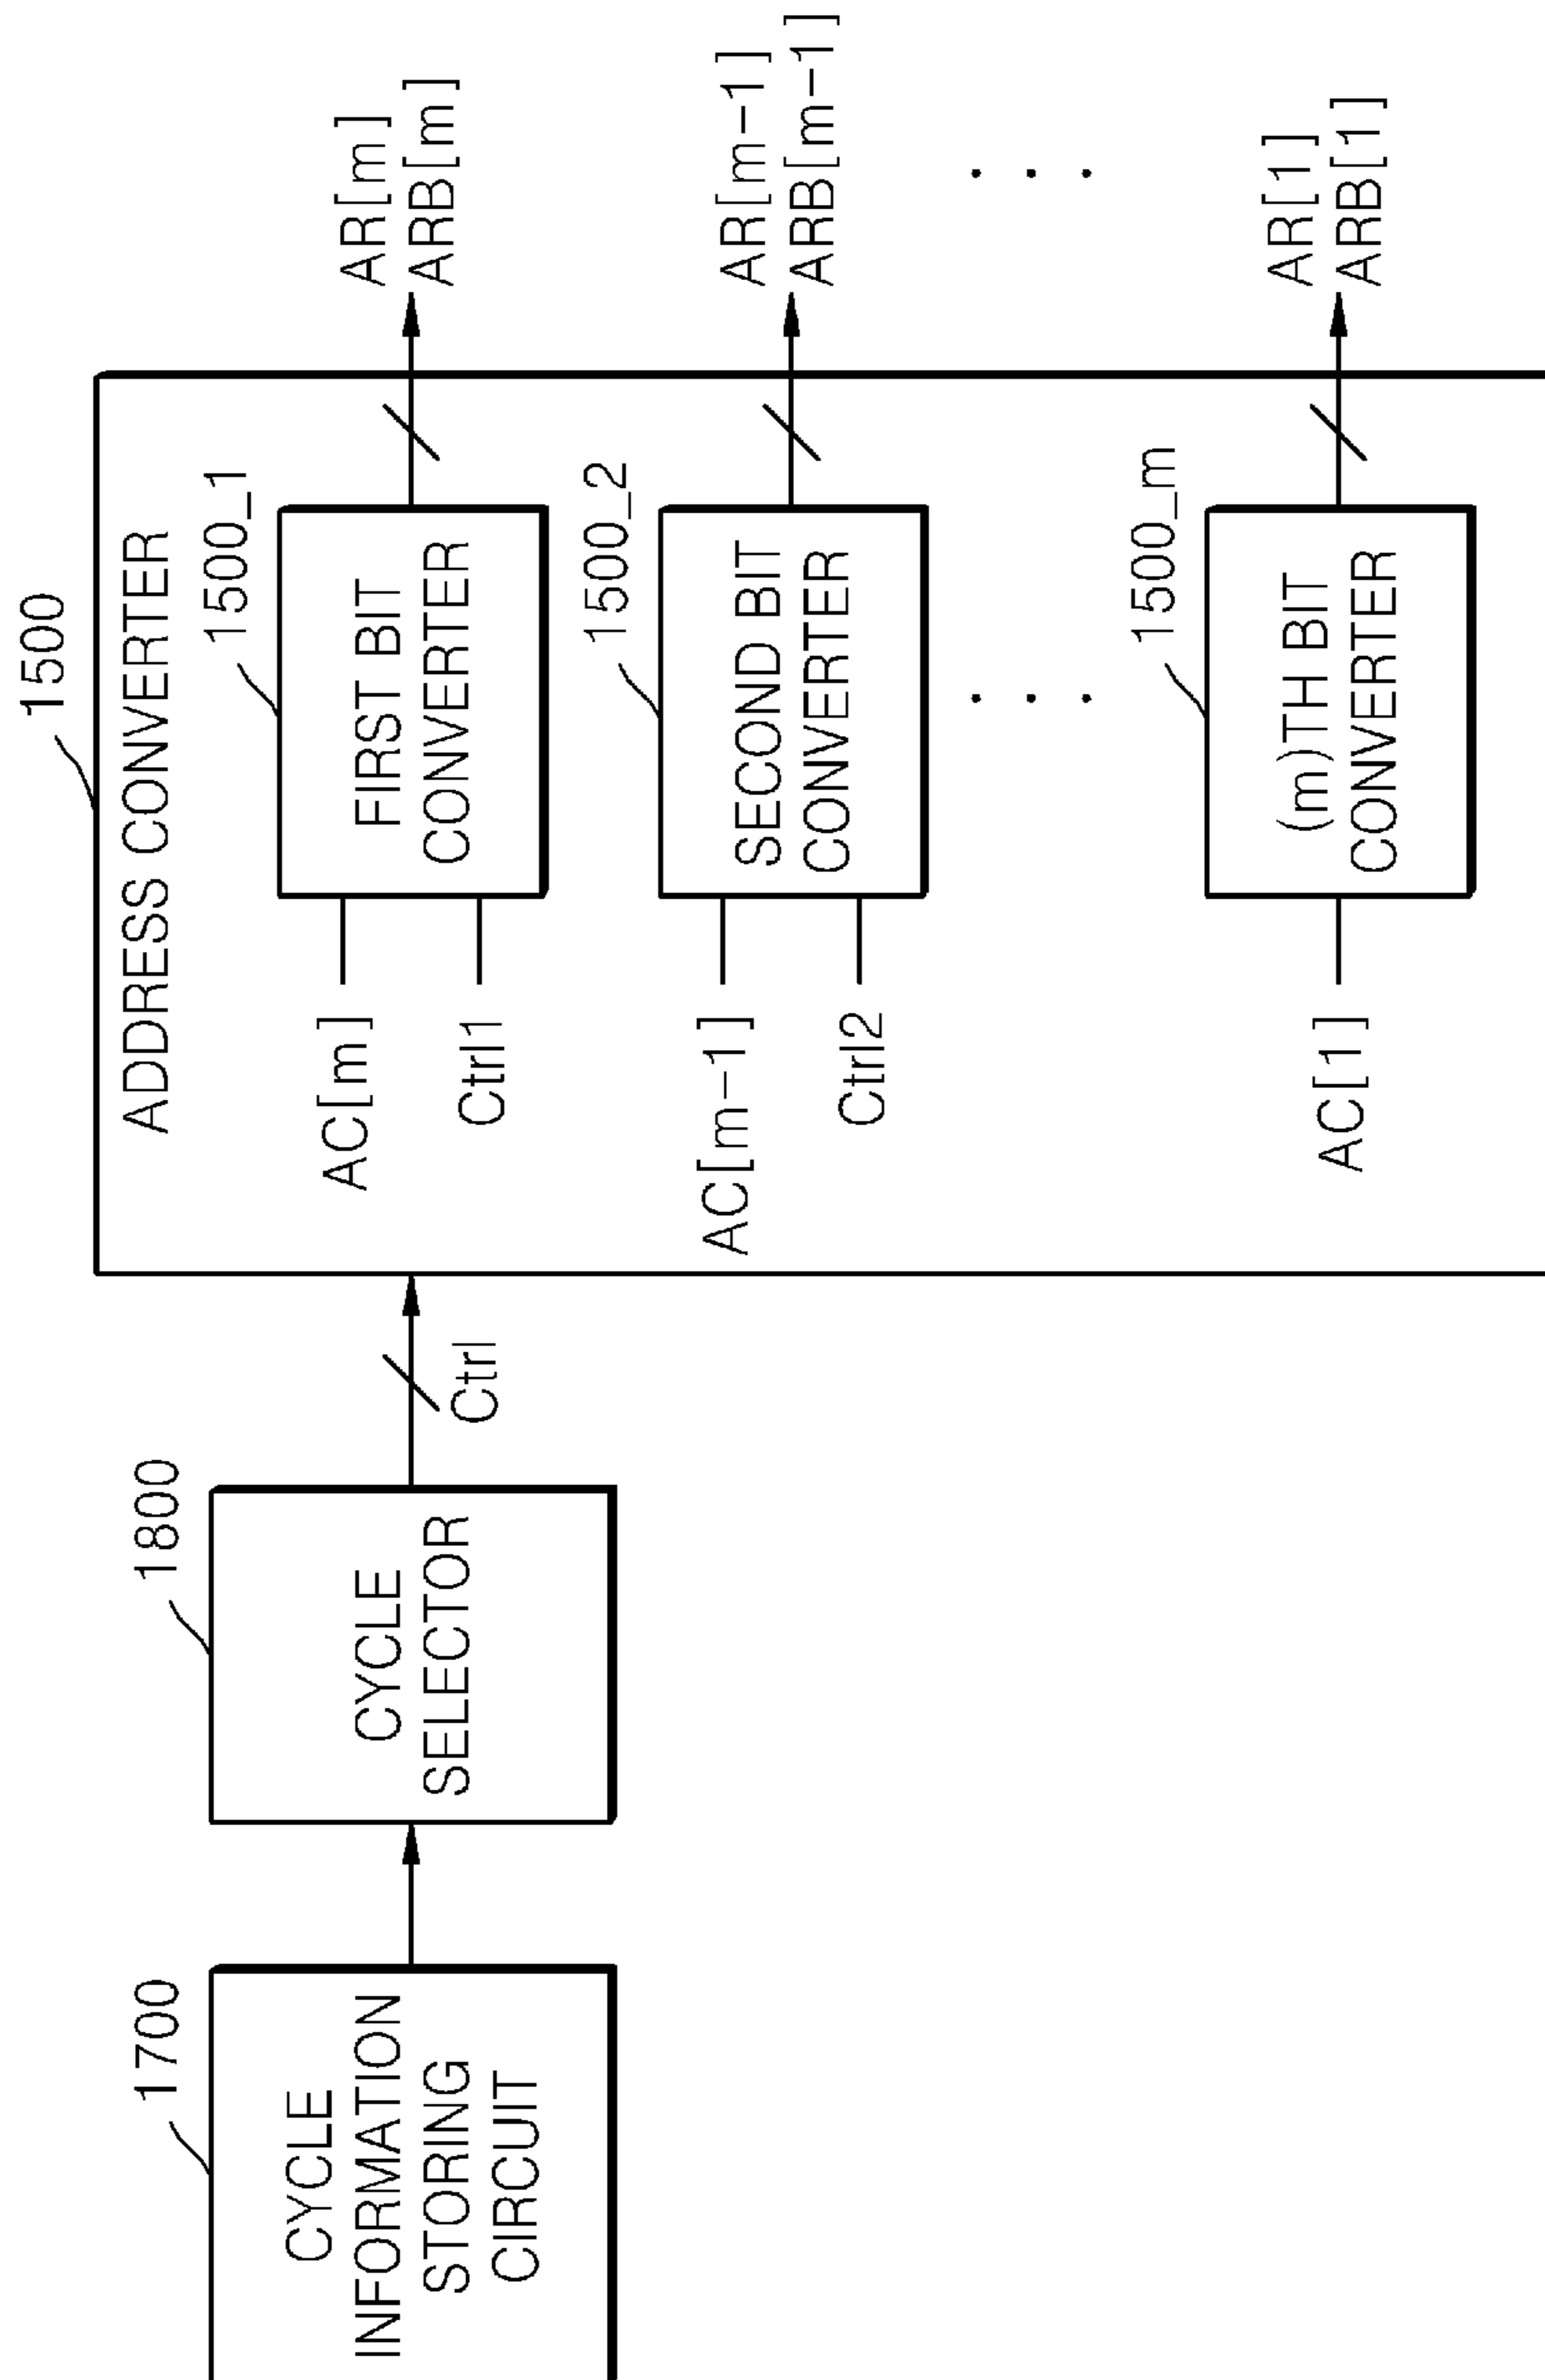 1500
ADDRESS CONVERTER
1700
CYCLE
INFORMATION
STORING
CIRCUIT
1800
CYCLE
SELECTOR
Ctrl
AC[m]
Ctrl1
1500_1
FIRST BIT
CONVERTER
AR[m]
ARB[m]
AC[m-1]
Ctrl2
1500_2
SECOND BIT
CONVERTER
AR[m-1]
ARB[m-1]
AC[1]
1500_m
(m)TH BIT
CONVERTER
AR[1]
ARB[1]